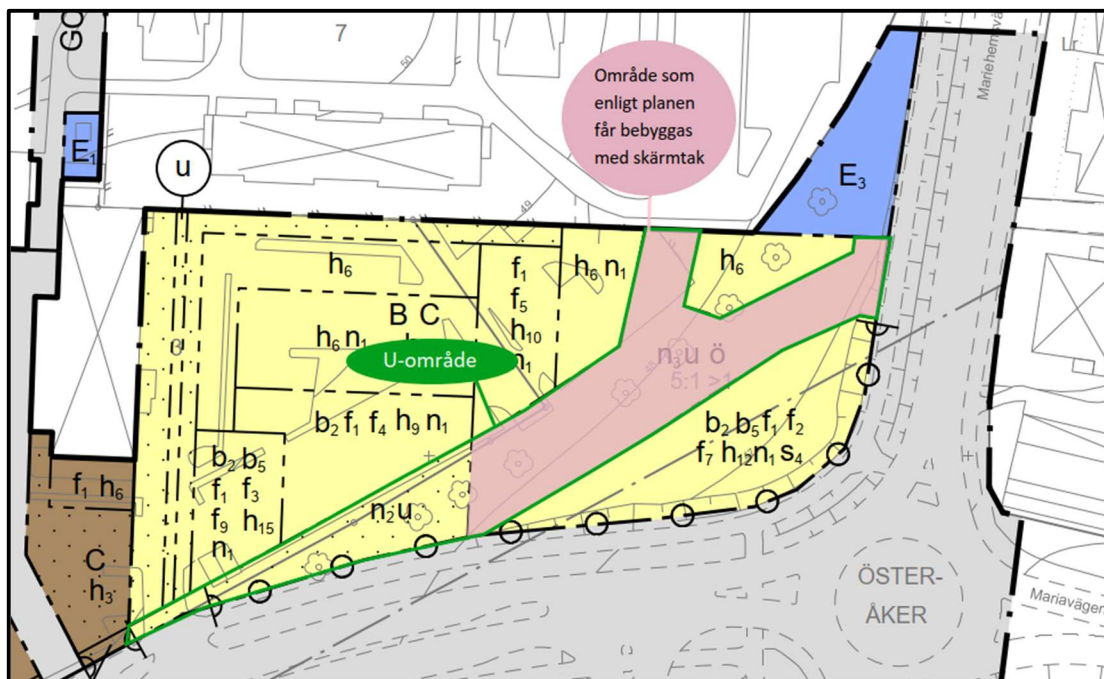 GO
7
50
Område som
enligt planen
får bebyggas
med skärmtak
Mariehemsvä
E1
u
E3
49
h6
f1
f5
h10
n1
h6 n1
h6
B C
h6 n1
U-område
n3 u ö
5:1 >1
b2 f1 f4 h9 n1
b2 b5 f1 f2
f7 h12 n1 s4
b2 b5
f1 f3
f9 h15
n1
f1 h6
n2 u
C
h3
ÖSTER-
ÅKER
Mariavägen